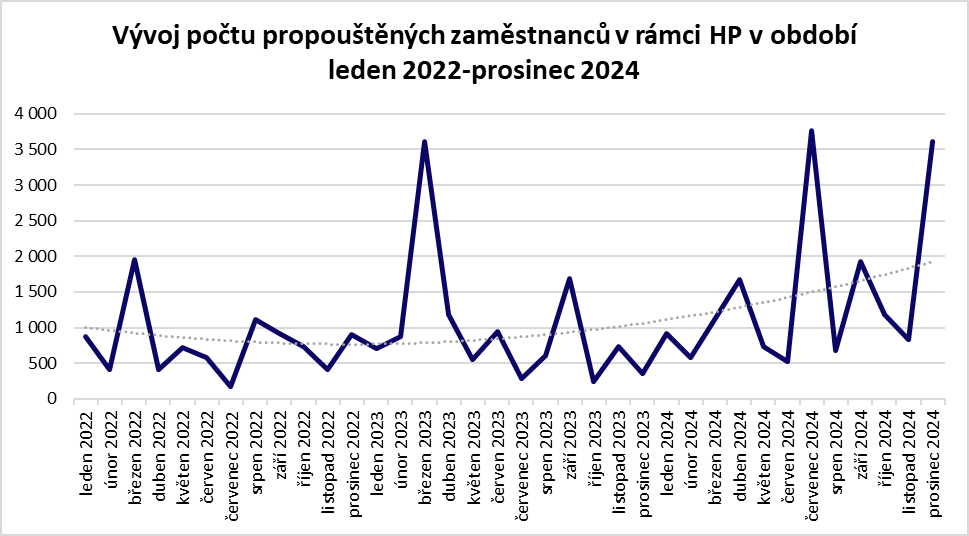 Vývoj počtu propouštěných zaměstnanců v rámci HP v období
leden 2022-prosinec 2024
4 000
3 500
3 000
2 500
2 000
1 500
1 000
500
0
leden 2022
únor 2022
březen 2022
duben 2022
květen 2022
červen 2022
červenec 2022
srpen 2022
září 2022
říjen 2022
listopad 2022
prosinec 2022
leden 2023
únor 2023
březen 2023
duben 2023
květen 2023
červen 2023
červenec 2023
srpen 2023
září 2023
říjen 2023
listopad 2023
prosinec 2023
leden 2024
únor 2024
březen 2024
duben 2024
květen 2024
červen 2024
červenec 2024
srpen 2024
září 2024
říjen 2024
listopad 2024
prosinec 2024